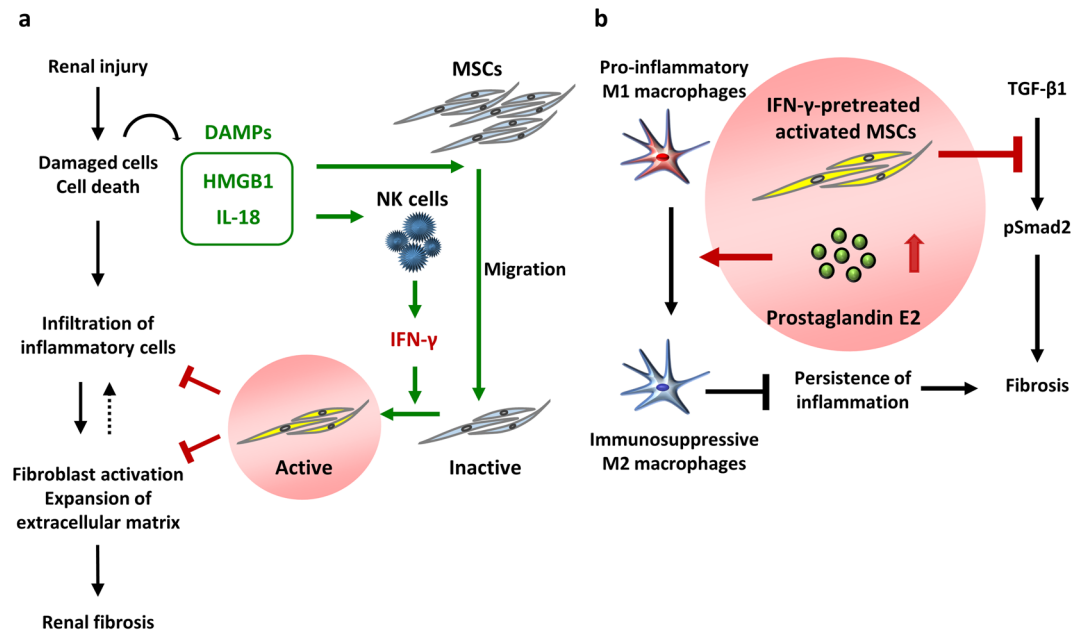 a
Renal injury
Damaged cells
Cell death
DAMPs
HMGB1
IL-18
MSCs
NK cells
Migration
IFN-γ
Infiltration of
inflammatory cells
Active
Inactive
Fibroblast activation
Expansion of
extracellular matrix
Renal fibrosis
b
Pro-inflammatory
M1 macrophages
IFN-γ-pretreated
activated MSCs
TGF-β1
pSmad2
Prostaglandin E2
Persistence of
inflammation
Fibrosis
Immunosuppressive
M2 macrophages